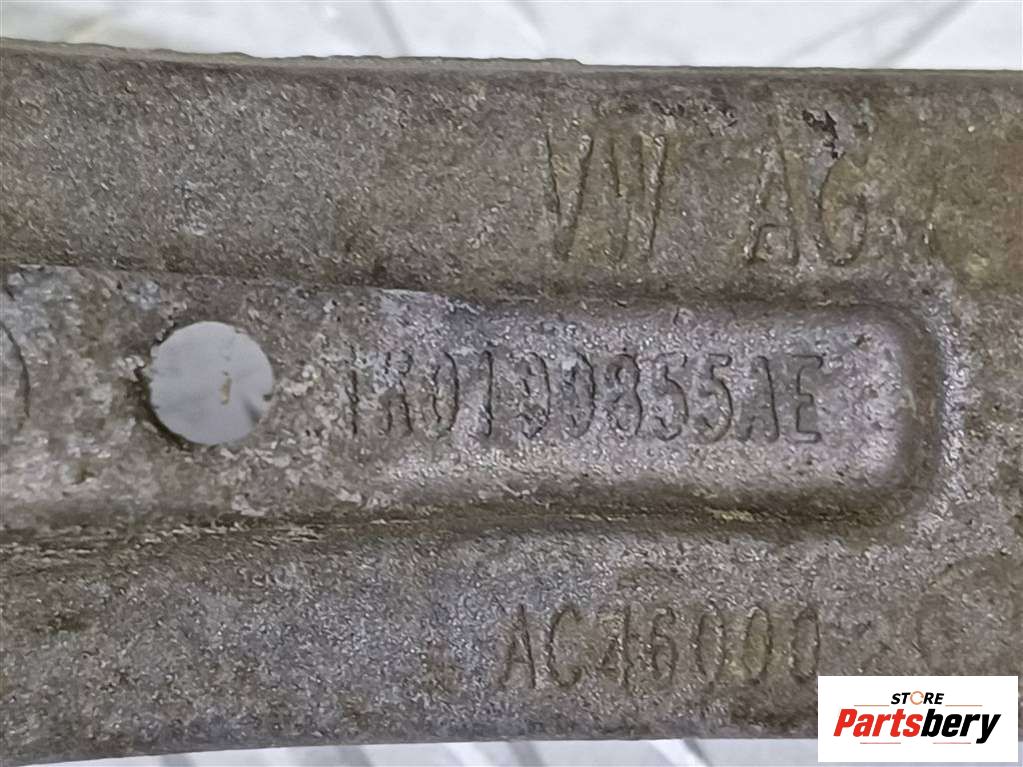 VW AG
1K0199855AE
AC46000
STORE
Partsbery